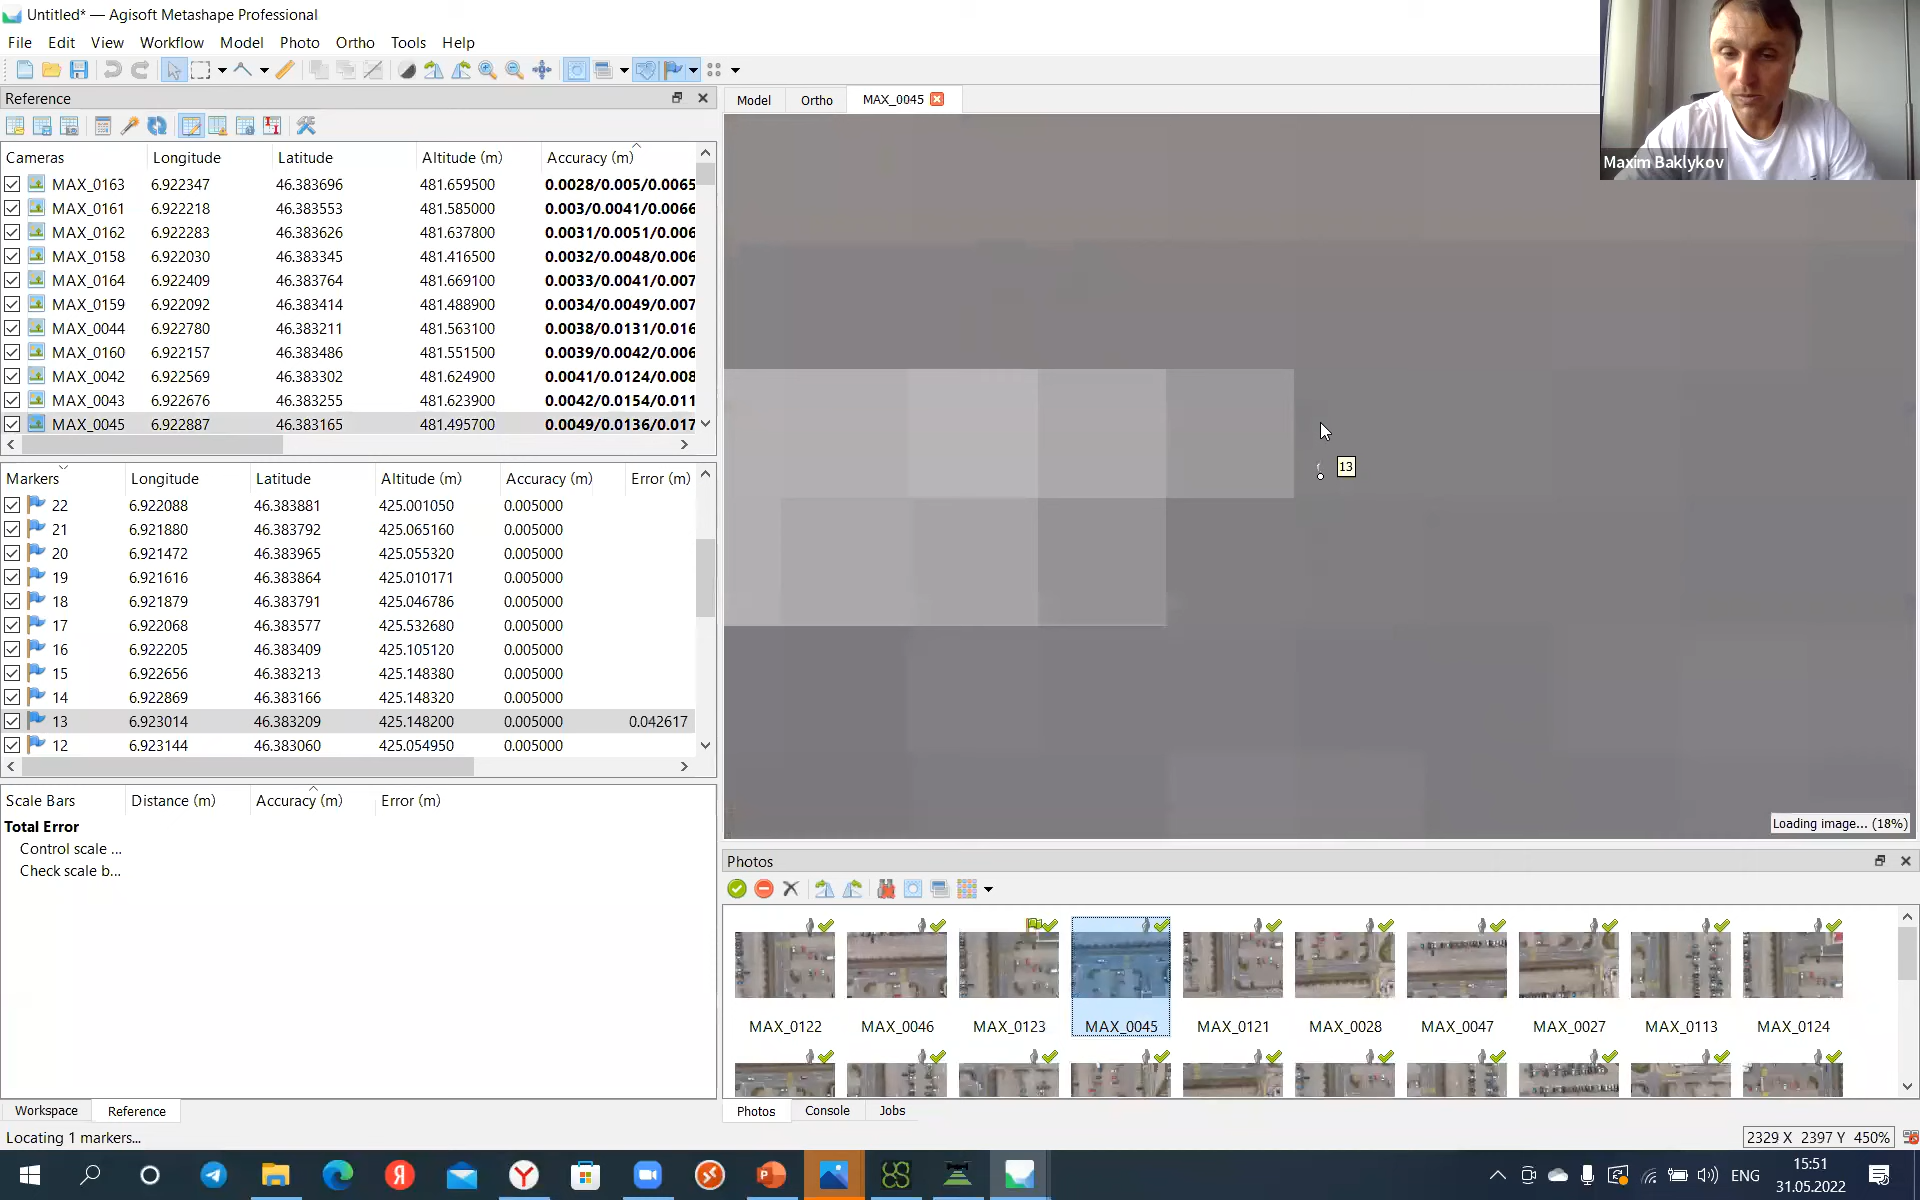 Untitled* — Agisoft Metashape Professional
File Edit View Workflow Model Photo Ortho Tools Help
Reference
Cameras Longitude Latitude Altitude (m) Accuracy (m)
MAX_0163 6.922347 46.383696 481.659500 0.0028/0.005/0.0065
MAX_0161 6.922218 46.383553 481.585000 0.003/0.0041/0.0066
MAX_0162 6.922283 46.383626 481.637800 0.0031/0.0051/0.006
MAX_0158 6.922030 46.383345 481.416500 0.0032/0.0048/0.006
MAX_0164 6.922409 46.383764 481.669100 0.0033/0.0041/0.007
MAX_0159 6.922092 46.383414 481.488900 0.0034/0.0049/0.007
MAX_0044 6.922780 46.383211 481.563100 0.0038/0.0131/0.016
MAX_0160 6.922157 46.383486 481.551500 0.0039/0.0042/0.006
MAX_0042 6.922569 46.383302 481.624900 0.0041/0.0124/0.008
MAX_0043 6.922676 46.383255 481.623900 0.0042/0.0154/0.011
MAX_0045 6.922887 46.383165 481.495700 0.0049/0.0136/0.017
Markers Longitude Latitude Altitude (m) Accuracy (m) Error (m)
22 6.922088 46.383881 425.001050 0.005000
21 6.921880 46.383792 425.065160 0.005000
20 6.921472 46.383965 425.055320 0.005000
19 6.921616 46.383864 425.010171 0.005000
18 6.921879 46.383791 425.046786 0.005000
17 6.922068 46.383577 425.532680 0.005000
16 6.922205 46.383409 425.105120 0.005000
15 6.922656 46.383213 425.148380 0.005000
14 6.922869 46.383166 425.148320 0.005000
13 6.923014 46.383209 425.148200 0.005000 0.042617
12 6.923144 46.383060 425.054950 0.005000
Scale Bars Distance (m) Accuracy (m) Error (m)
Total Error
Control scale ...
Check scale b...
Workspace Reference
Locating 1 markers...
Model Ortho MAX_0045
Maxim Baklykov
13
Loading image... (18%)
Photos
MAX_0122 MAX_0046 MAX_0123 MAX_0045 MAX_0121 MAX_0028 MAX_0047 MAX_0027 MAX_0113 MAX_0124
Photos Console Jobs
2329 X 2397 Y 450%
ENG
15:51
31.05.2022